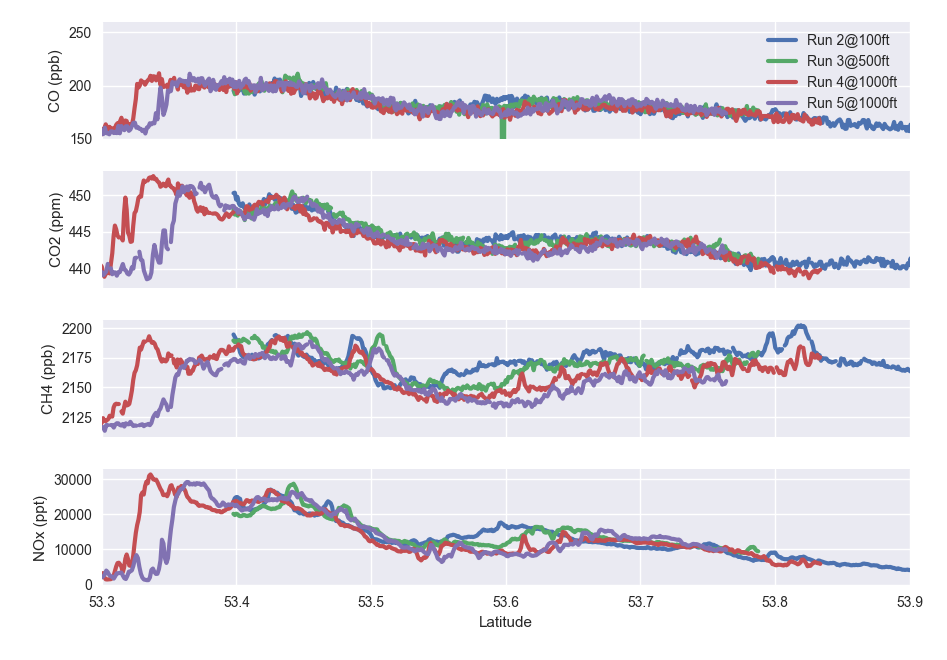 CO (ppb)
250
200
150
Run 2@100ft
Run 3@500ft
Run 4@1000ft
Run 5@1000ft
CO2 (ppm)
450
445
440
CH4 (ppb)
2200
2175
2150
2125
NOx (ppt)
30000
20000
10000
0
53.3 53.4 53.5 53.6 53.7 53.8 53.9
Latitude